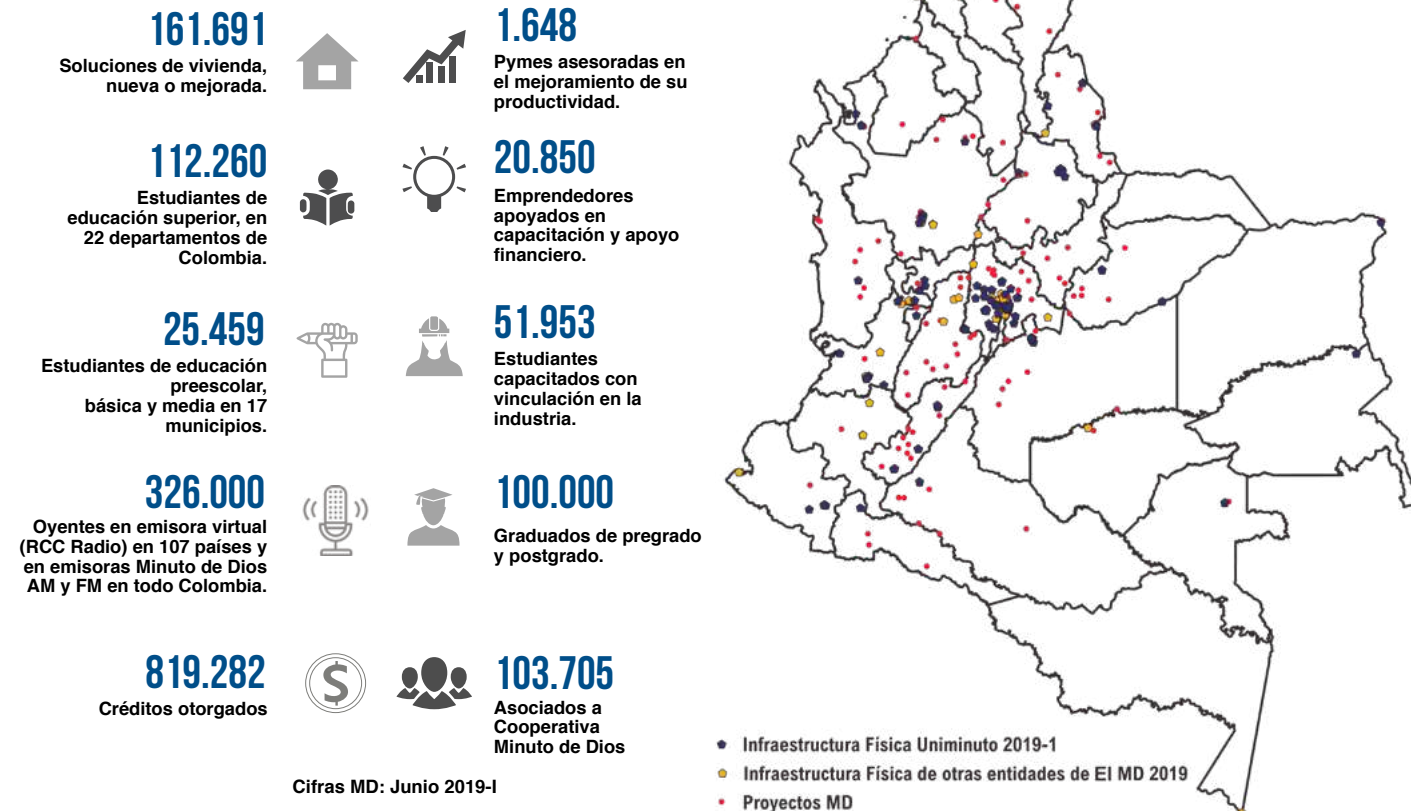 161.691
Soluciones de vivienda,
nueva o mejorada.
1.648
Pymes asesoradas en
el mejoramiento de su
productividad.
112.260
Estudiantes de
educación superior, en
22 departamentos de
Colombia.
20.850
Emprendedores
apoyados en
capacitación y apoyo
financiero.
25.459
Estudiantes de educación
preescolar,
básica y media en 17
municipios.
51.953
Estudiantes
capacitados con
vinculación en la
industria.
326.000
Oyentes en emisora virtual
(RCC Radio) en 107 países y
en emisoras Minuto de Dios
AM y FM en todo Colombia.
100.000
Graduados de pregrado
y postgrado.
819.282
Créditos otorgados
$
103.705
Asociados a
Cooperativa
Minuto de Dios
Cifras MD: Junio 2019-I
Infraestructura Física Uniminuto 2019-1
Infraestructura Física de otras entidades de El MD 2019
Proyectos MD